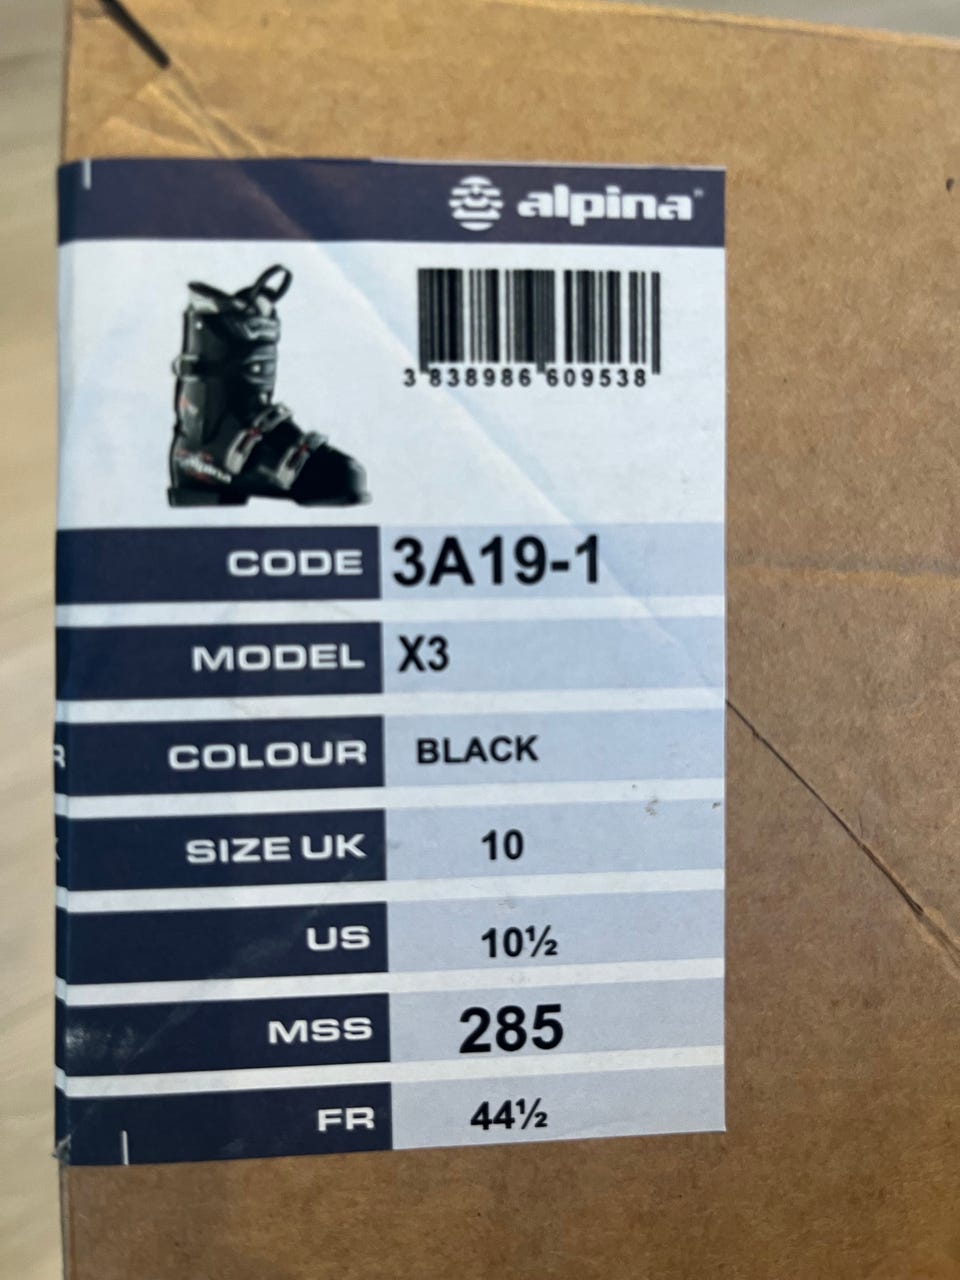 alpina
3 838986 609538
CODE 3A19-1
MODEL X3
COLOUR BLACK
SIZE UK 10
US 10½
MSS 285
FR 44½